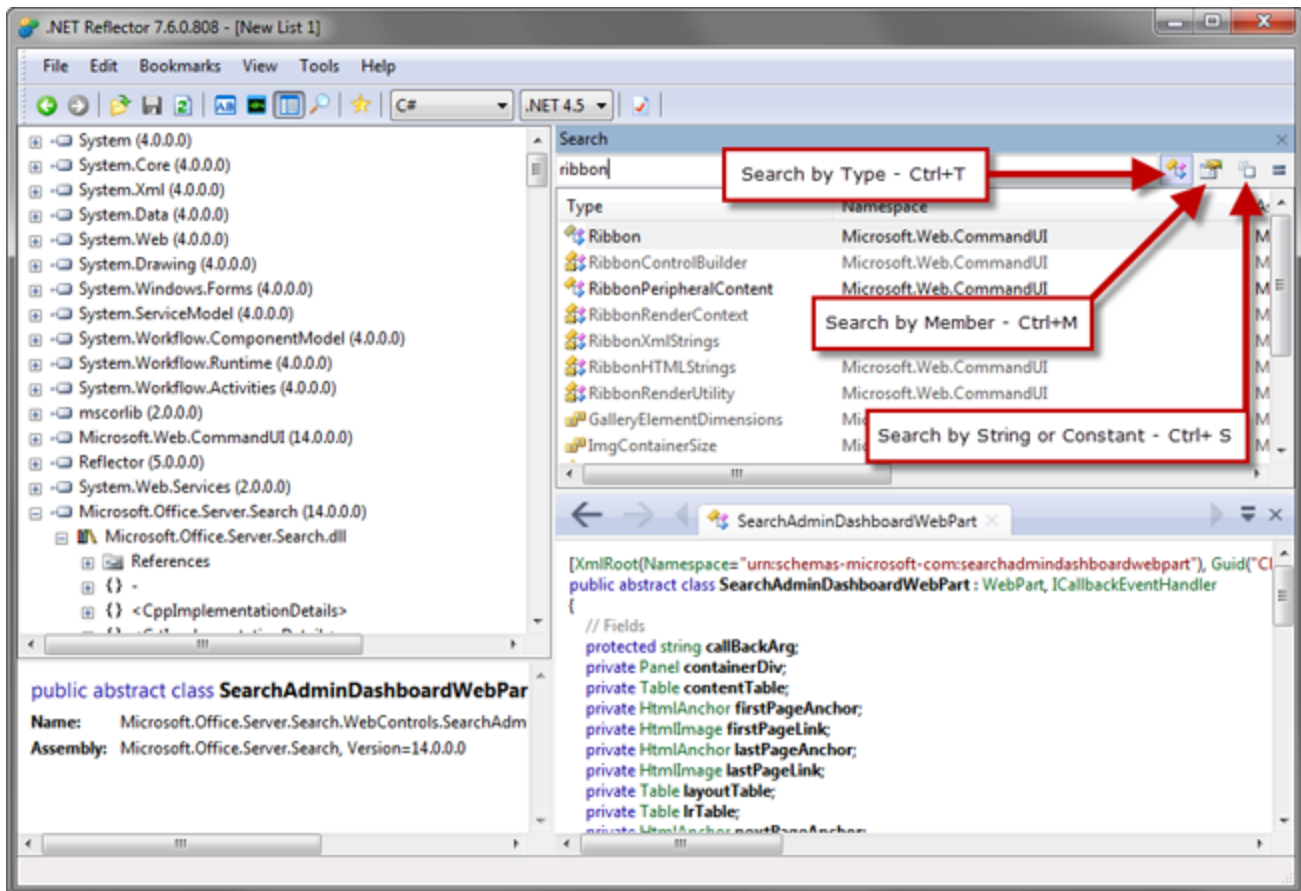 .NET Reflector 7.6.0.808 - [New List 1]
File Edit Bookmarks View Tools Help
C# .NET 4.5
System (4.0.0.0)
System.Core (4.0.0.0)
System.Xml (4.0.0.0)
System.Data (4.0.0.0)
System.Web (4.0.0.0)
System.Drawing (4.0.0.0)
System.Windows.Forms (4.0.0.0)
System.ServiceModel (4.0.0.0)
System.Workflow.ComponentModel (4.0.0.0)
System.Workflow.Runtime (4.0.0.0)
System.Workflow.Activities (4.0.0.0)
mscorlib (2.0.0.0)
Microsoft.Web.CommandUI (14.0.0.0)
Reflector (5.0.0.0)
System.Web.Services (2.0.0.0)
Microsoft.Office.Server.Search (14.0.0.0)
Microsoft.Office.Server.Search.dll
References
{} -
{} <CppImplementationDetails>
public abstract class SearchAdminDashboardWebPar
Name: Microsoft.Office.Server.Search.WebControls.SearchAdm
Assembly: Microsoft.Office.Server.Search, Version=14.0.0.0
Search
ribbon
Search by Type - Ctrl+T
Type Namespace
Ribbon Microsoft.Web.CommandUI M
RibbonControlBuilder Microsoft.Web.CommandUI M
RibbonPeripheralContent Microsoft.Web.CommandUI M
RibbonRenderContext M
Search by Member - Ctrl+M
RibbonXmlStrings M
RibbonHTMLStrings Microsoft.Web.CommandUI M
RibbonRenderUtility Microsoft.Web.CommandUI M
GalleryElementDimensions Mic
Search by String or Constant - Ctrl+ S
ImgContainerSize Mic M
SearchAdminDashboardWebPart
[XmlRoot(Namespace="urn:schemas-microsoft-com:searchadmindashboardwebpart"), Guid("Cl
public abstract class SearchAdminDashboardWebPart : WebPart, ICallbackEventHandler
{
// Fields
protected string callBackArg;
private Panel containerDiv;
private Table contentTable;
private HtmlAnchor firstPageAnchor;
private HtmlImage firstPageLink;
private HtmlAnchor lastPageAnchor;
private HtmlImage lastPageLink;
private Table layoutTable;
private Table lrTable;
private HtmlAnchor nextPageAnchor;